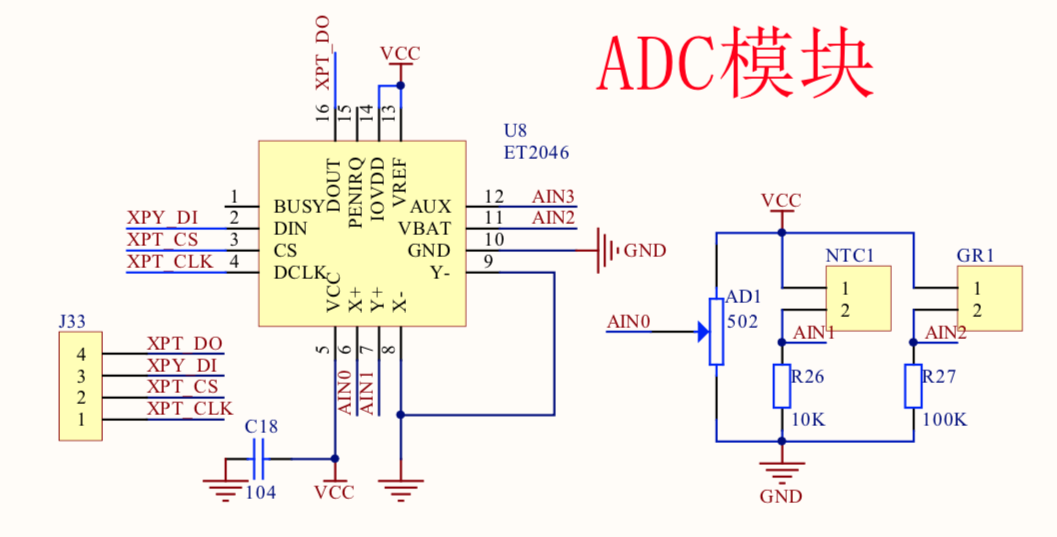 ADC模块
XPT_DO
VCC
16
15
14
13
U8
ET2046
DOUT
PENIRQ
IOVDD
VREF
1
BUSY
AUX
12
AIN3
XPY_DI
2
DIN
VBAT
11
AIN2
XPT_CS
3
CS
GND
10
GND
XPT_CLK
4
DCLK
Y-
9
VCC
X+
Y+
X-
5
6
7
8
AIN0
AIN1
J33
4
XPT_DO
3
XPY_DI
2
XPT_CS
1
XPT_CLK
C18
104
VCC
VCC
NTC1
GR1
1
2
1
2
AD1
502
AIN0
AIN1
AIN2
R26
10K
R27
100K
GND